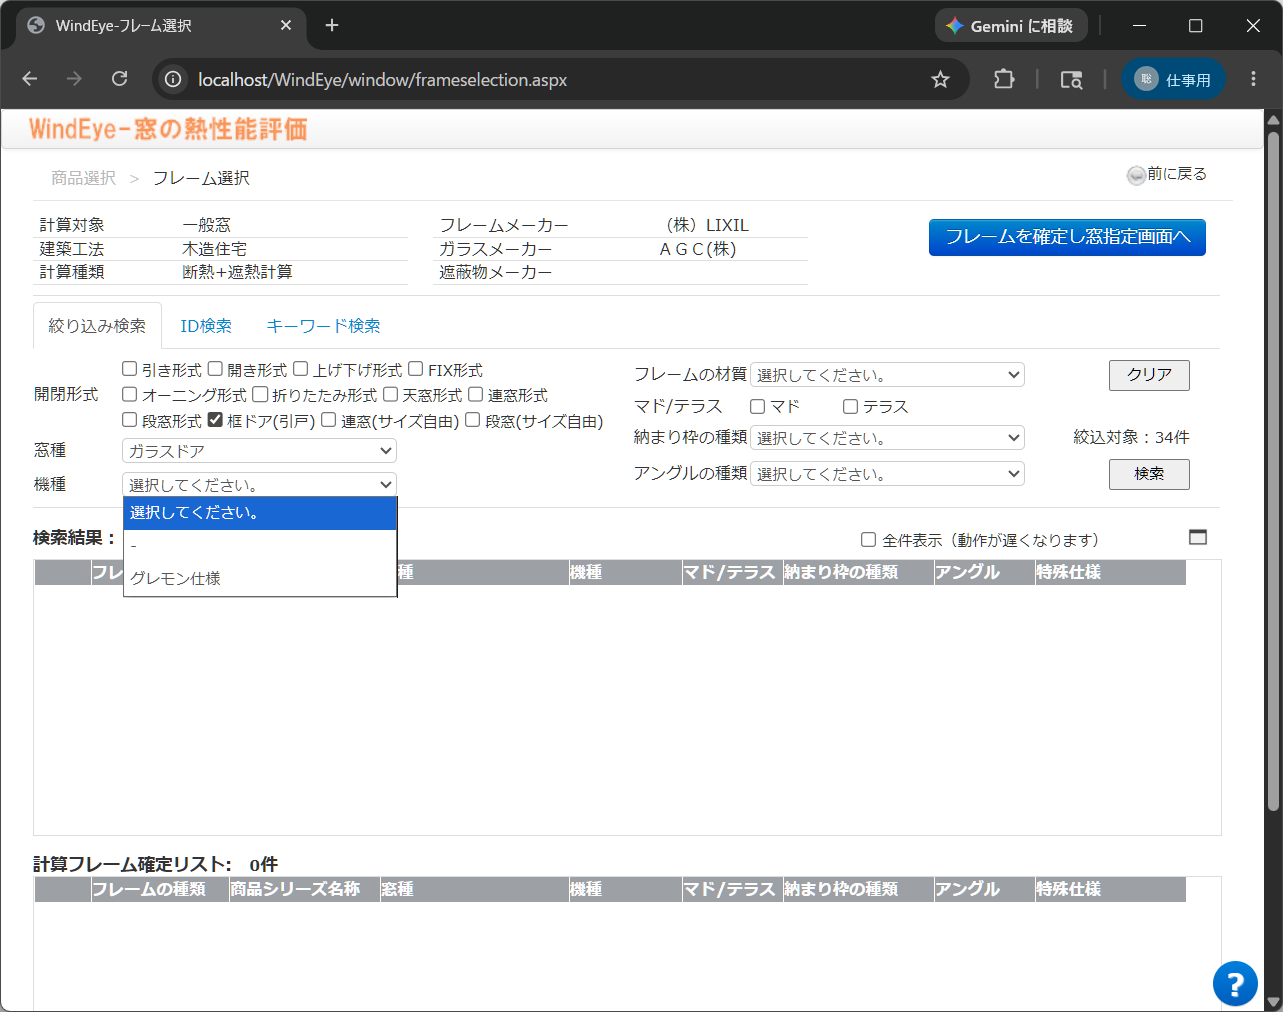 WindEye-フレーム選択
Gemini に相談
localhost/WindEye/window/frameselection.aspx
聡 仕事用
WindEye-窓の熱性能評価
商品選択 > フレーム選択
前に戻る
計算対象 一般窓 フレームメーカー （株）LIXIL
フレームを確定し窓指定画面へ
建築工法 木造住宅 ガラスメーカー ＡＧＣ(株)
計算種類 断熱+遮熱計算 遮蔽物メーカー
絞り込み検索 ID検索 キーワード検索
開閉形式
引き形式 開き形式 上げ下げ形式 FIX形式
オーニング形式 折りたたみ形式 天窓形式 連窓形式
段窓形式 框ドア(引戸) 連窓(サイズ自由) 段窓(サイズ自由)
窓種 ガラスドア
機種 選択してください。
選択してください。
-
グレモン仕様
フレームの材質 選択してください。 クリア
マド/テラス マド テラス
納まり枠の種類 選択してください。 絞込対象：34件
アングルの種類 選択してください。 検索
検索結果：
全件表示（動作が遅くなります）
フレ 種 機種 マド/テラス 納まり枠の種類 アングル 特殊仕様
計算フレーム確定リスト: 0件
フレームの種類 商品シリーズ名称 窓種 機種 マド/テラス 納まり枠の種類 アングル 特殊仕様
?